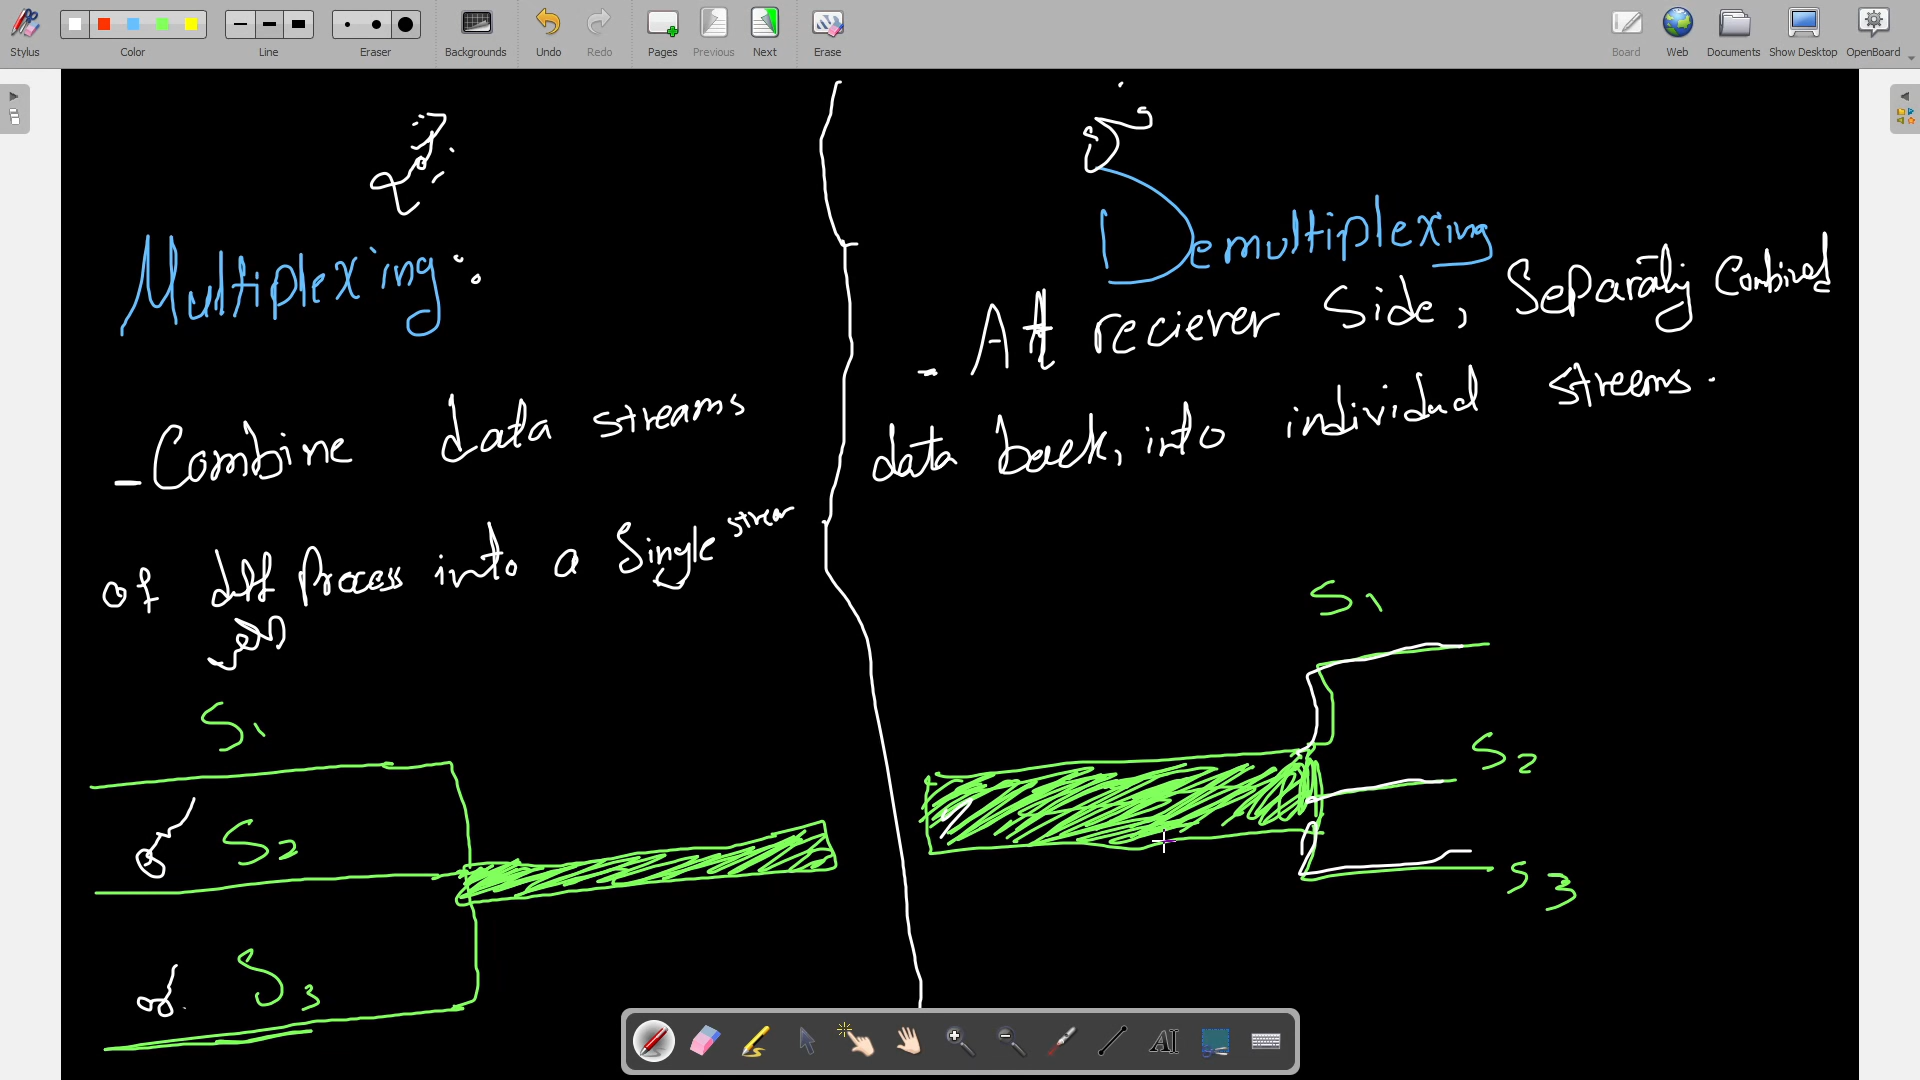 Stylus Color Line Eraser Backgrounds Undo Redo Pages Previous Next Erase Board Web Documents Show Desktop OpenBoard
Multiplexing:
- Combine data streams
of diff Process into a Single stream
S1
S2
S3
Demultiplexing
- At reciever Side, Separating Combined
data back, into individual streems.
S1
S2
S3